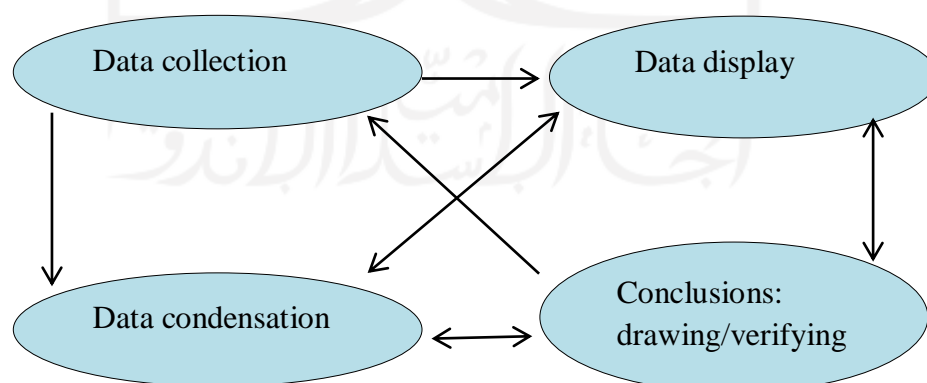 Data collection
Data display
Data condensation
Conclusions:
drawing/verifying